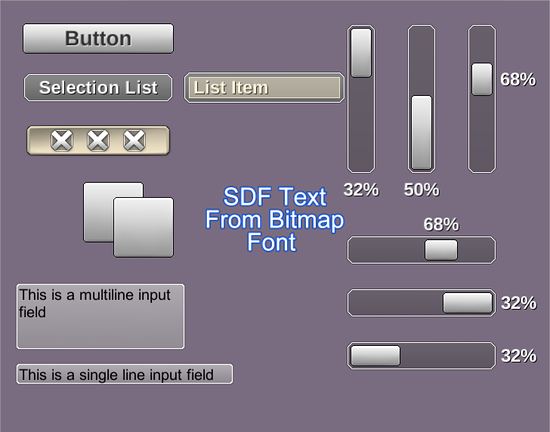 Button
Selection List
List Item
68%
32%
50%
SDF Text
From Bitmap
Font
68%
This is a multiline input
field
32%
32%
This is a single line input field